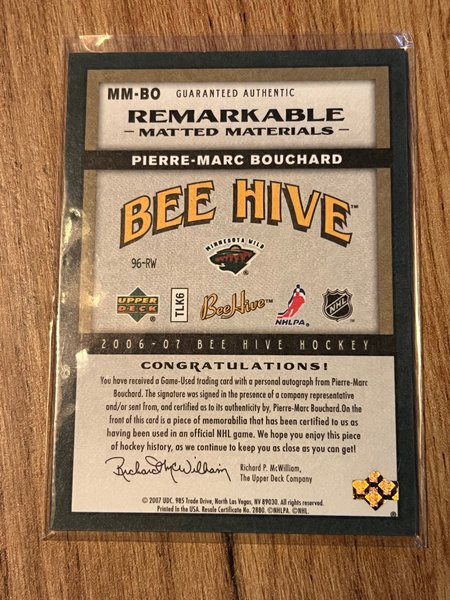 MM-BO GUARANTEED AUTHENTIC
REMARKABLE
– MATTED MATERIALS –
PIERRE-MARC BOUCHARD
BEE HIVE™
MINNESOTA WILD
96-RW
UPPER DECK
TLK6
BeeHive™
NHLPA®
NHL
2006-07 BEE HIVE HOCKEY
CONGRATULATIONS!
You have received a Game-Used trading card with a personal autograph from Pierre-Marc
Bouchard. The signature was signed in the presence of a company representative
and/or sent from, and certified as to its authenticity by, Pierre-Marc Bouchard.On the
front of this card is a piece of memorabilia that has been certified to us as
having been used in an official NHL game. We hope you enjoy this piece
of hockey history, as we continue to keep you as close as you can get!
Richard P. McWilliam
Richard P. McWilliam,
The Upper Deck Company
© 2007 UDC. 985 Trade Drive, North Las Vegas, NV 89030. All rights reserved.
Printed in the USA. Resale Certificate No. 2880. ©NHLPA. ©NHL.